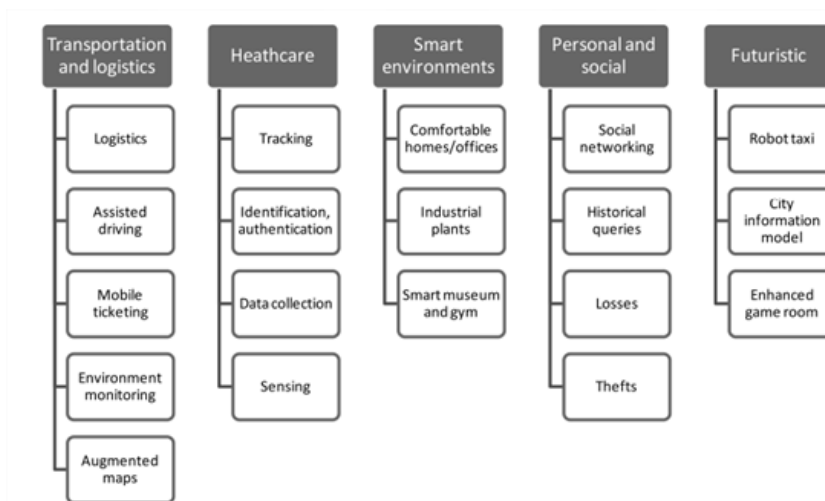 Transportation
and logistics
Logistics
Assisted
driving
Mobile
ticketing
Environment
monitoring
Augmented
maps
Heathcare
Tracking
Identification,
authentication
Data collection
Sensing
Smart
environments
Comfortable
homes/offices
Industrial
plants
Smart museum
and gym
Personal and
social
Social
networking
Historical
queries
Losses
Thefts
Futuristic
Robot taxi
City
information
model
Enhanced
game room